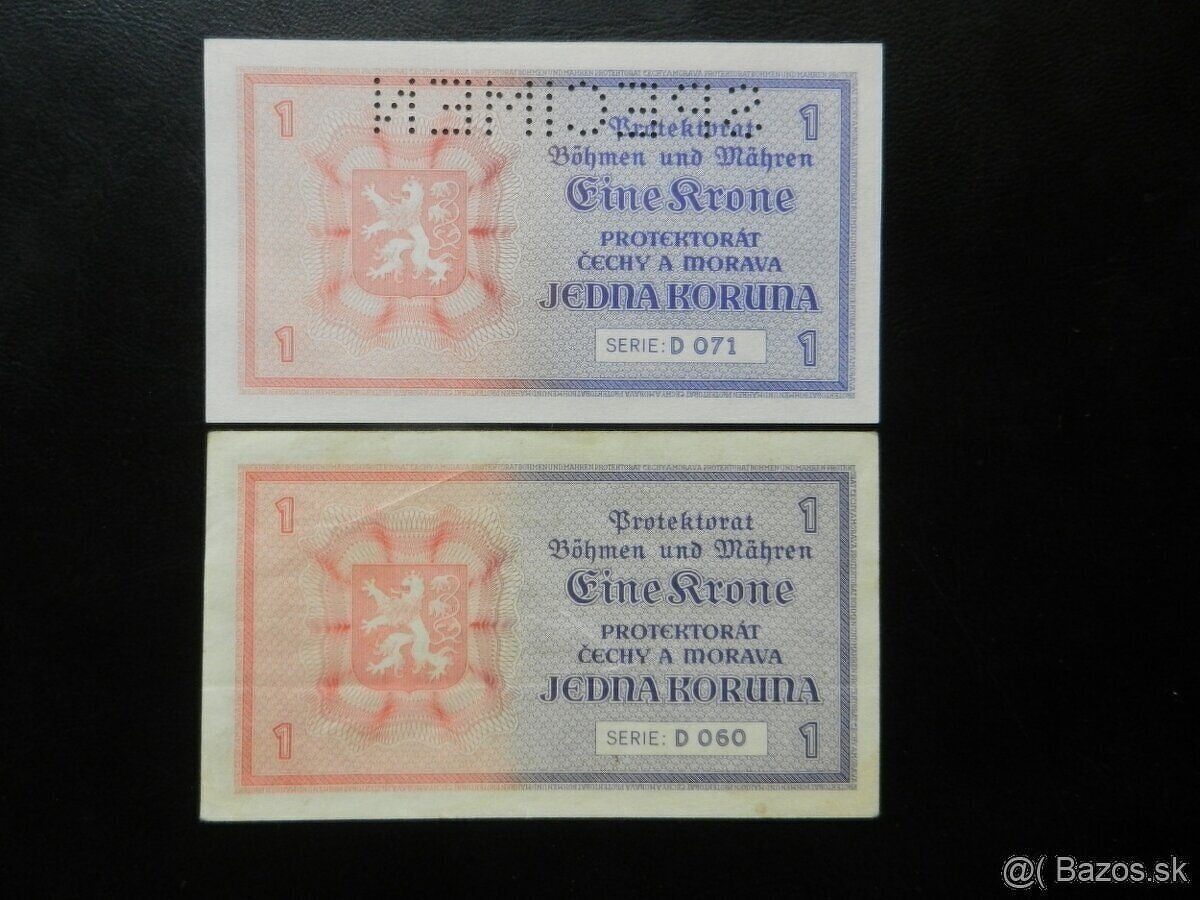 SPECIMEN
1
1
Protektorat
Böhmen und Mähren
Eine Krone
PROTEKTORÁT
ČECHY A MORAVA
JEDNA KORUNA
1
SERIE: D 071
1
1
1
Protektorat
Böhmen und Mähren
Eine Krone
PROTEKTORÁT
ČECHY A MORAVA
JEDNA KORUNA
1
SERIE: D 060
1
@( Bazos.sk